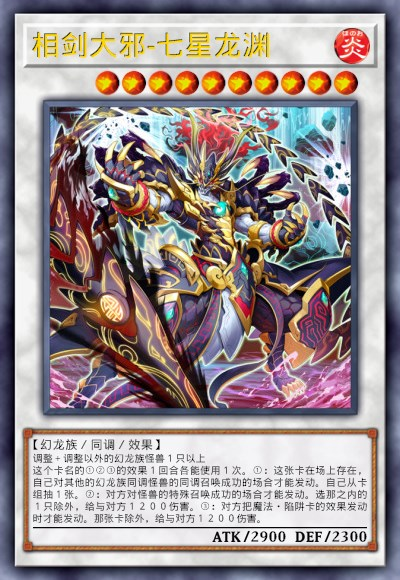 相剑大邪-七星龙渊
ほのお
炎
【幻龙族／同调／效果】
调整＋调整以外的幻龙族怪兽１只以上
这个卡名的①②③的效果１回合各能使用１次。①：这张卡在场上存在，
自己对其他的幻龙族同调怪兽的同调召唤成功的场合才能发动。自己从卡
组抽１张。②：对方对怪兽的特殊召唤成功的场合才能发动。选那之内的
１只除外，给与对方１２００伤害。③：对方把魔法·陷阱卡的效果发动
时才能发动。那张卡除外，给与对方１２００伤害。
ATK/2900 DEF/2300